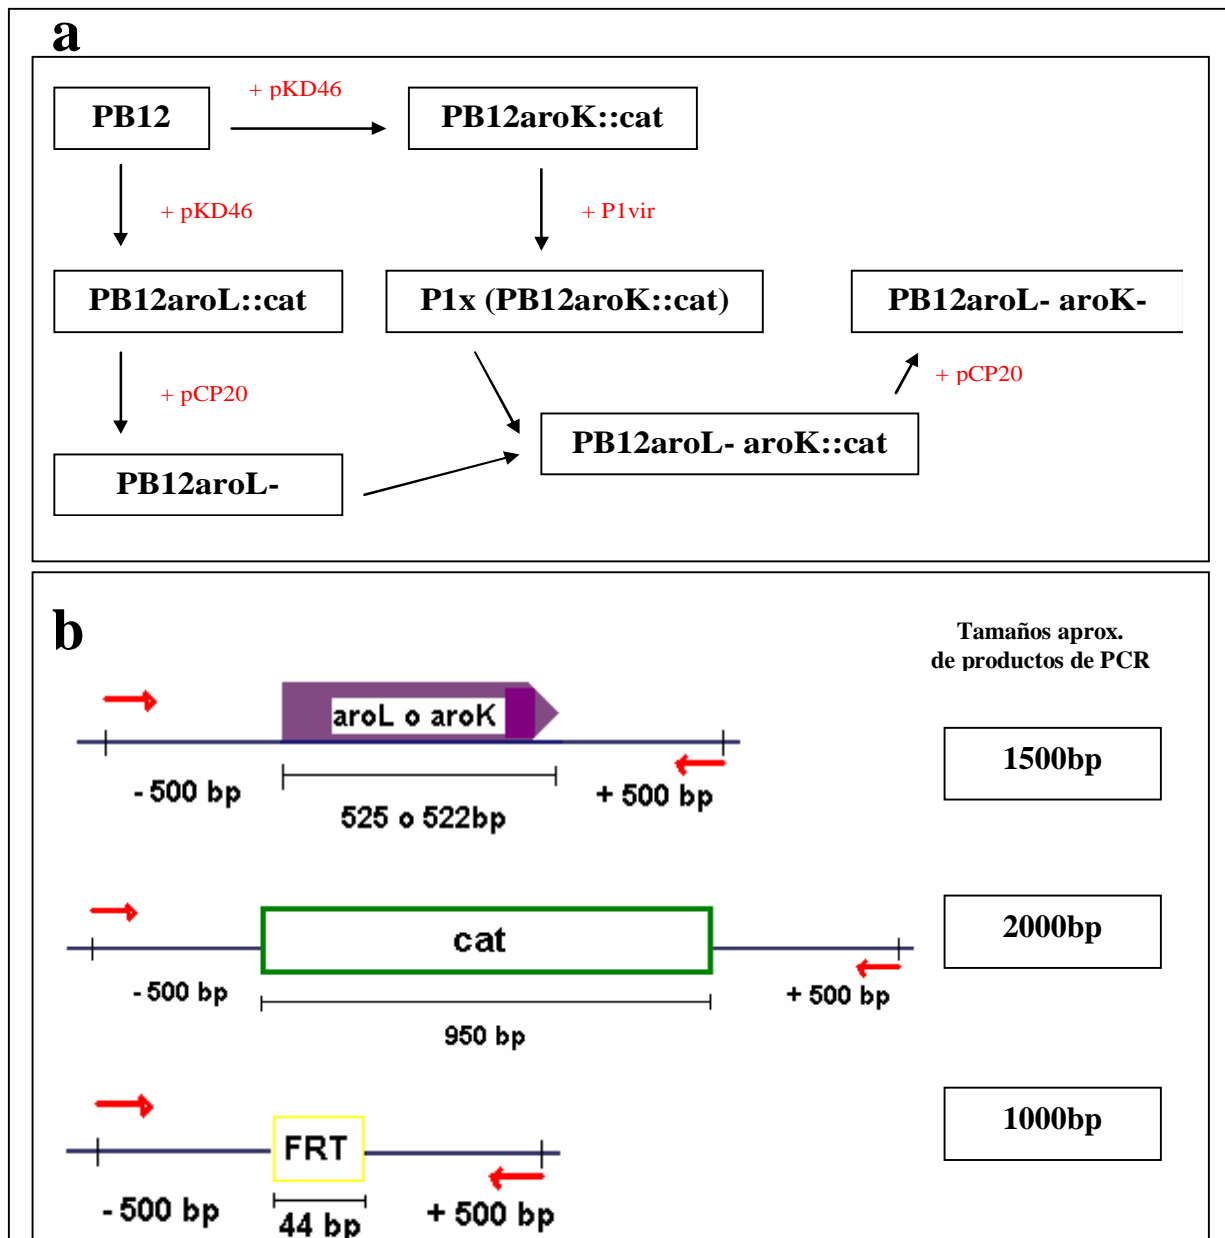 a
PB12
+ pKD46
PB12aroK::cat
+ pKD46
+ P1vir
PB12aroL::cat
P1x (PB12aroK::cat)
PB12aroL- aroK-
+ pCP20
+ pCP20
PB12aroL- aroK::cat
PB12aroL-
b
Tamaños aprox.
de productos de PCR
aroL o aroK
1500bp
- 500 bp
+ 500 bp
525 o 522bp
cat
2000bp
- 500 bp
+ 500 bp
950 bp
FRT
1000bp
- 500 bp
+ 500 bp
44 bp